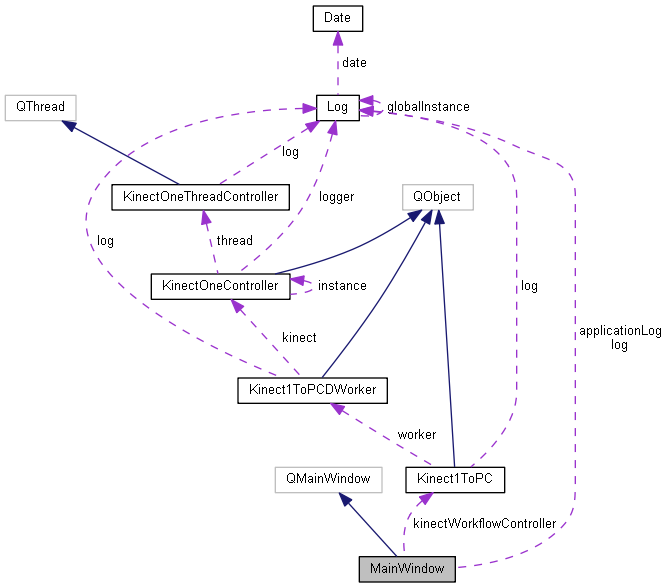 Date
date
QThread
Log
globalInstance
log
KinectOneThreadController
logger
QObject
log
thread
KinectOneController
instance
log
applicationLog
log
kinect
Kinect1ToPCDWorker
worker
QMainWindow
Kinect1ToPC
kinectWorkflowController
MainWindow